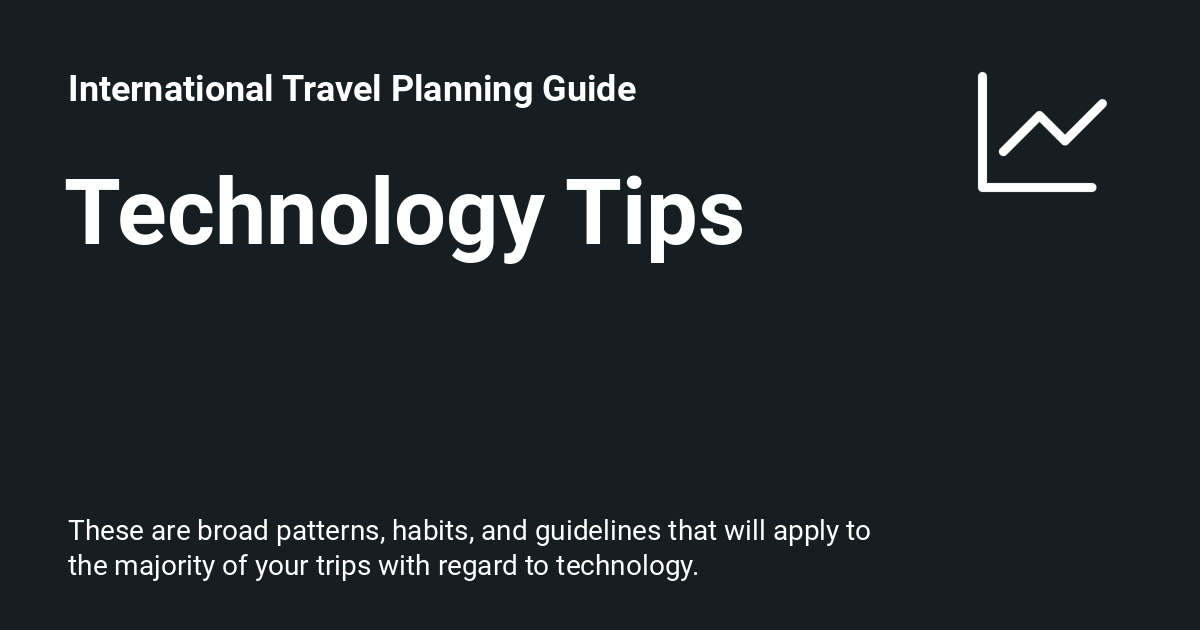 International Travel Planning Guide
Technology Tips
These are broad patterns, habits, and guidelines that will apply to
the majority of your trips with regard to technology.